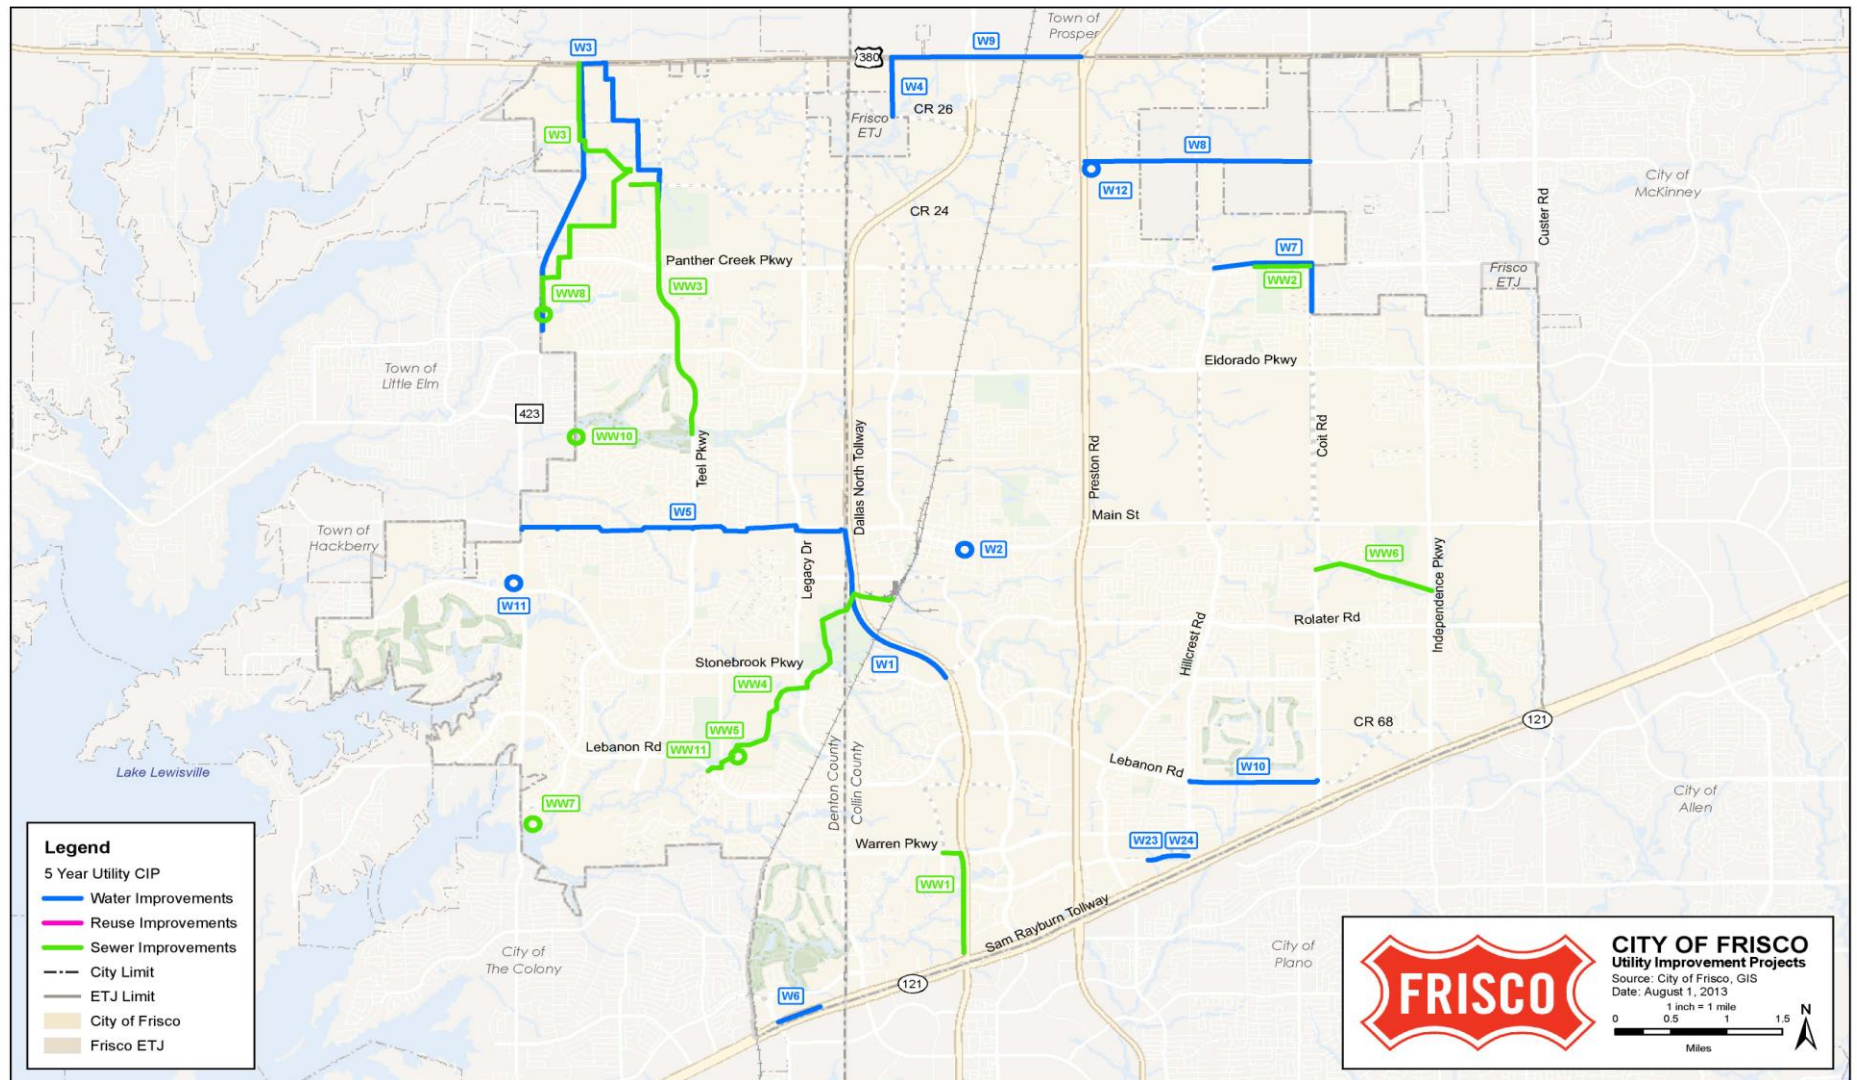 Town of
Prosper
W3
W9
380
W4
CR 26
Frisco
ETJ
W3
W8
W12
City of
McKinney
CR 24
Custer Rd
Panther Creek Pkwy
W7
WW2
Frisco
ETJ
WW8
WW3
Town of
Little Elm
Eldorado Pkwy
423
WW10
Teel Pkwy
Dallas North Tollway
Preston Rd
Coit Rd
W5
Main St
Town of
Hackberry
W2
Legacy Dr
WW6
Independence Pkwy
W11
Rolater Rd
Hillcrest Rd
Stonebrook Pkwy
W1
WW4
WW5
Lebanon Rd
WW11
CR 68
121
Lake Lewisville
Denton County
Collin County
Lebanon Rd
W10
City of
Allen
WW7
Warren Pkwy
W23
W24
WW1
Sam Rayburn Tollway
City of
The Colony
City of
Plano
121
W6
Legend
5 Year Utility CIP
Water Improvements
Reuse Improvements
Sewer Improvements
City Limit
ETJ Limit
City of Frisco
Frisco ETJ
FRISCO
CITY OF FRISCO
Utility Improvement Projects
Source: City of Frisco, GIS
Date: August 1, 2013
1 inch = 1 mile
0 0.5 1 1.5
Miles
N